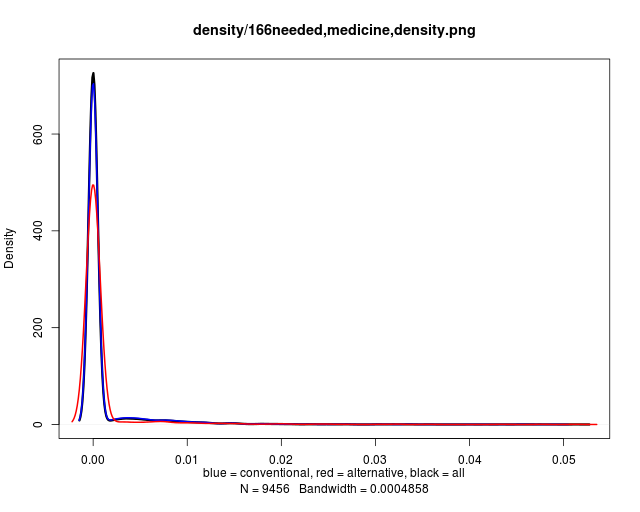 density/166needed,medicine,density.png
Density
600
400
200
0
0.00 0.01 0.02 0.03 0.04 0.05
blue = conventional, red = alternative, black = all
N = 9456 Bandwidth = 0.0004858